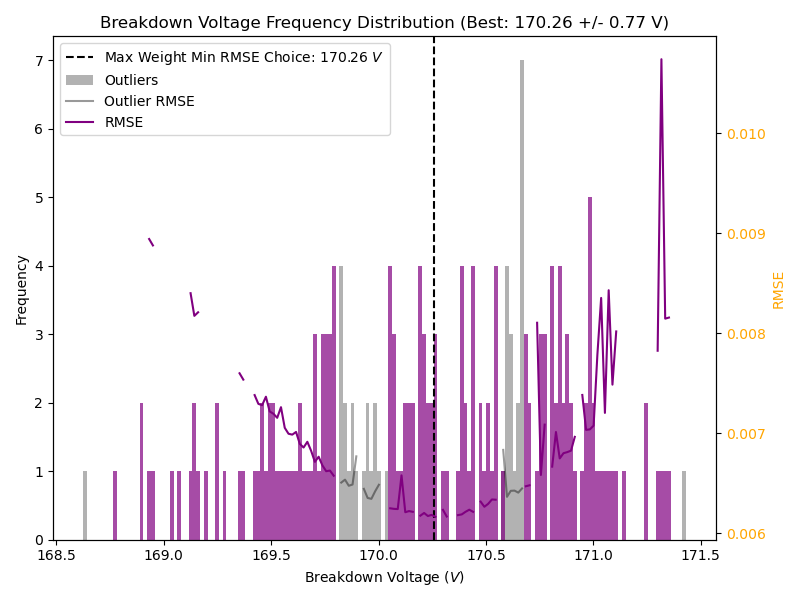 Breakdown Voltage Frequency Distribution (Best: 170.26 +/- 0.77 V)
Max Weight Min RMSE Choice: 170.26 V
Outliers
Outlier RMSE
RMSE
Frequency
7
6
5
4
3
2
1
0
0.010
0.009
0.008
0.007
0.006
RMSE
168.5 169.0 169.5 170.0 170.5 171.0 171.5
Breakdown Voltage (V)